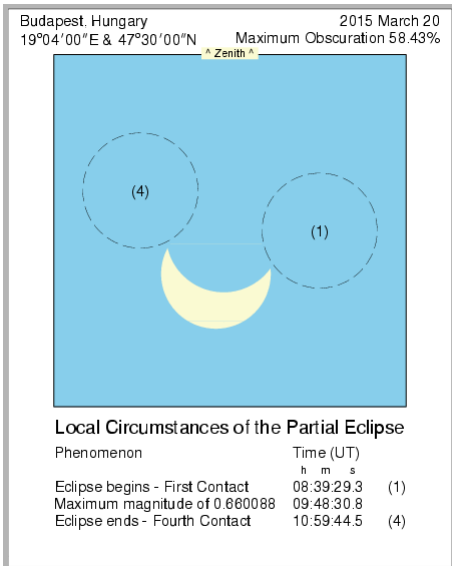 Budapest. Hungary 2015 March 20
19°04'00"E & 47°30'00"N Maximum Obscuration 58.43%
^ Zenith ^
(4)
(1)
Local Circumstances of the Partial Eclipse
Phenomenon Time (UT)
h m s
Eclipse begins - First Contact 08:39:29.3 (1)
Maximum magnitude of 0.660088 09:48:30.8
Eclipse ends - Fourth Contact 10:59:44.5 (4)